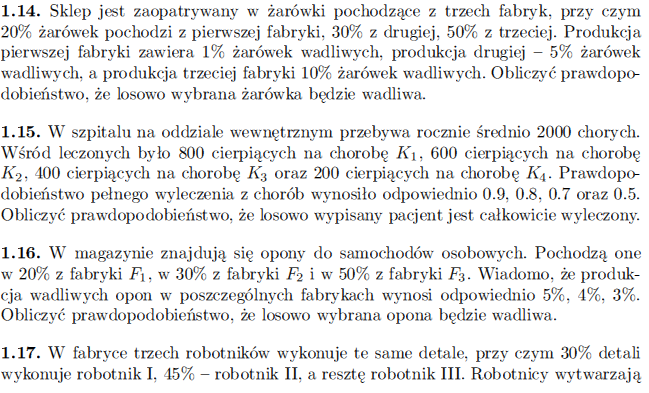 1.14. Sklep jest zaopatrywany w żarówki pochodzące z trzech fabryk, przy czym
20% żarówek pochodzi z pierwszej fabryki, 30% z drugiej, 50% z trzeciej. Produkcja
pierwszej fabryki zawiera 1% żarówek wadliwych, produkcja drugiej – 5% żarówek
wadliwych, a produkcja trzeciej fabryki 10% żarówek wadliwych. Obliczyć prawdopo-
dobieństwo, że losowo wybrana żarówka będzie wadliwa.
1.15. W szpitalu na oddziale wewnętrznym przebywa rocznie średnio 2000 chorych.
Wśród leczonych było 800 cierpiących na chorobę K₁, 600 cierpiących na chorobę
K₂, 400 cierpiących na chorobę K₃ oraz 200 cierpiących na chorobę K₄. Prawdopo-
dobieństwo pełnego wyleczenia z chorób wynosiło odpowiednio 0.9, 0.8, 0.7 oraz 0.5.
Obliczyć prawdopodobieństwo, że losowo wypisany pacjent jest całkowicie wyleczony.
1.16. W magazynie znajdują się opony do samochodów osobowych. Pochodzą one
w 20% z fabryki F₁, w 30% z fabryki F₂ i w 50% z fabryki F₃. Wiadomo, że produk-
cja wadliwych opon w poszczególnych fabrykach wynosi odpowiednio 5%, 4%, 3%.
Obliczyć prawdopodobieństwo, że losowo wybrana opona będzie wadliwa.
1.17. W fabryce trzech robotników wykonuje te same detale, przy czym 30% detali
wykonuje robotnik I, 45% – robotnik II, a resztę robotnik III. Robotnicy wytwarzają